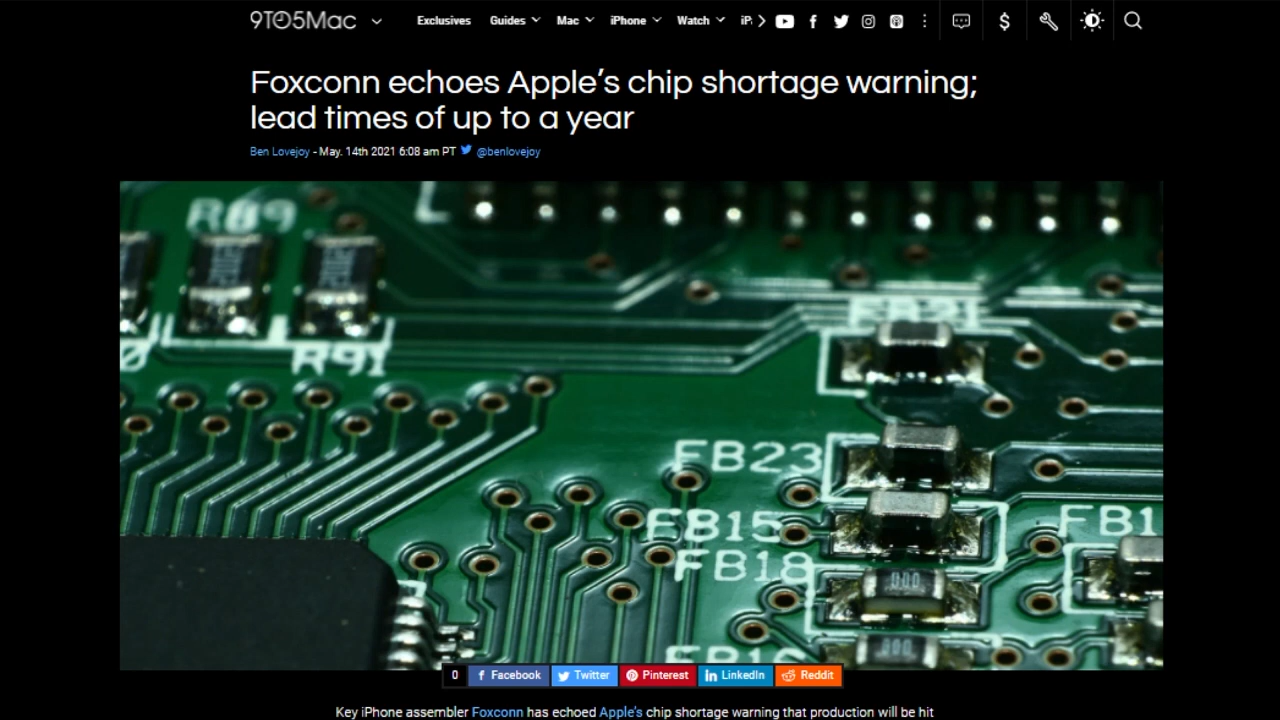 9TO5Mac Exclusives Guides Mac iPhone Watch iP
Foxconn echoes Apple's chip shortage warning;
lead times of up to a year
Ben Lovejoy - May. 14th 2021 6:08 am PT @benlovejoy
R89
R91
FB21
FB23
FB15
FB1
FB18
000
0 Facebook Twitter Pinterest LinkedIn Reddit
Key iPhone assembler Foxconn has echoed Apple's chip shortage warning that production will be hit